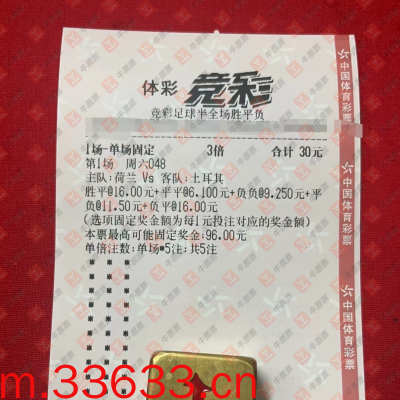 体彩 竞彩
竞彩足球半全场胜平负
1场-单场固定 3倍 合计 30元
第1场 周六048
主队:荷兰 Vs 客队:土耳其
胜平@16.00元+平平@6.100元+负负@9.250元+平
负@11.50元+负平@16.00元
(选项固定奖金额为每1元投注对应的奖金额)
本票最高可能固定奖金:96.00元
单倍注数:单场*5注:共5注
中国体育彩票
中国体育彩票
m.33633.cn